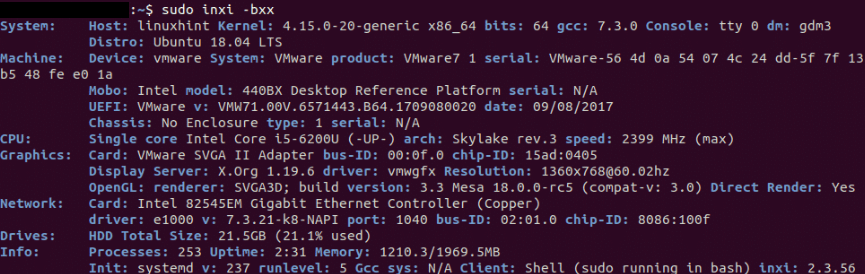 :~$ sudo inxi -bxx
System: Host: linuxhint Kernel: 4.15.0-20-generic x86_64 bits: 64 gcc: 7.3.0 Console: tty 0 dm: gdm3
Distro: Ubuntu 18.04 LTS
Machine: Device: vmware System: VMware product: VMware7 1 serial: VMware-56 4d 0a 54 07 4c 24 dd-5f 7f 13
b5 48 fe e0 1a
Mobo: Intel model: 440BX Desktop Reference Platform serial: N/A
UEFI: VMware v: VMW71.00V.6571443.B64.1709080020 date: 09/08/2017
Chassis: No Enclosure type: 1 serial: N/A
CPU: Single core Intel Core i5-6200U (-UP-) arch: Skylake rev.3 speed: 2399 MHz (max)
Graphics: Card: VMware SVGA II Adapter bus-ID: 00:0f.0 chip-ID: 15ad:0405
Display Server: X.Org 1.19.6 driver: vmwgfx Resolution: 1360x768@60.02hz
OpenGL: renderer: SVGA3D; build version: 3.3 Mesa 18.0.0-rc5 (compat-v: 3.0) Direct Render: Yes
Network: Card: Intel 82545EM Gigabit Ethernet Controller (Copper)
driver: e1000 v: 7.3.21-k8-NAPI port: 1040 bus-ID: 02:01.0 chip-ID: 8086:100f
Drives: HDD Total Size: 21.5GB (21.1% used)
Info: Processes: 253 Uptime: 2:31 Memory: 1210.3/1969.5MB
Init: systemd v: 237 runlevel: 5 Gcc sys: N/A Client: Shell (sudo running in bash) inxi: 2.3.56